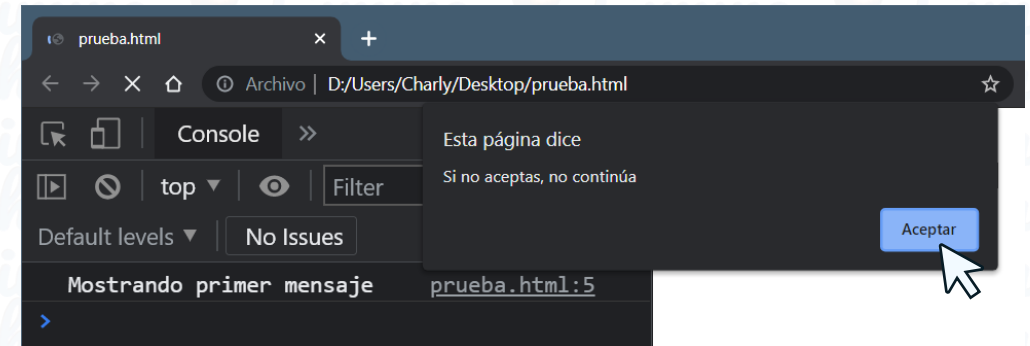 prueba.html
Archivo | D:/Users/Charly/Desktop/prueba.html
Console
Esta página dice
Si no aceptas, no continúa
Aceptar
top
Filter
Default levels
No Issues
Mostrando primer mensaje prueba.html:5